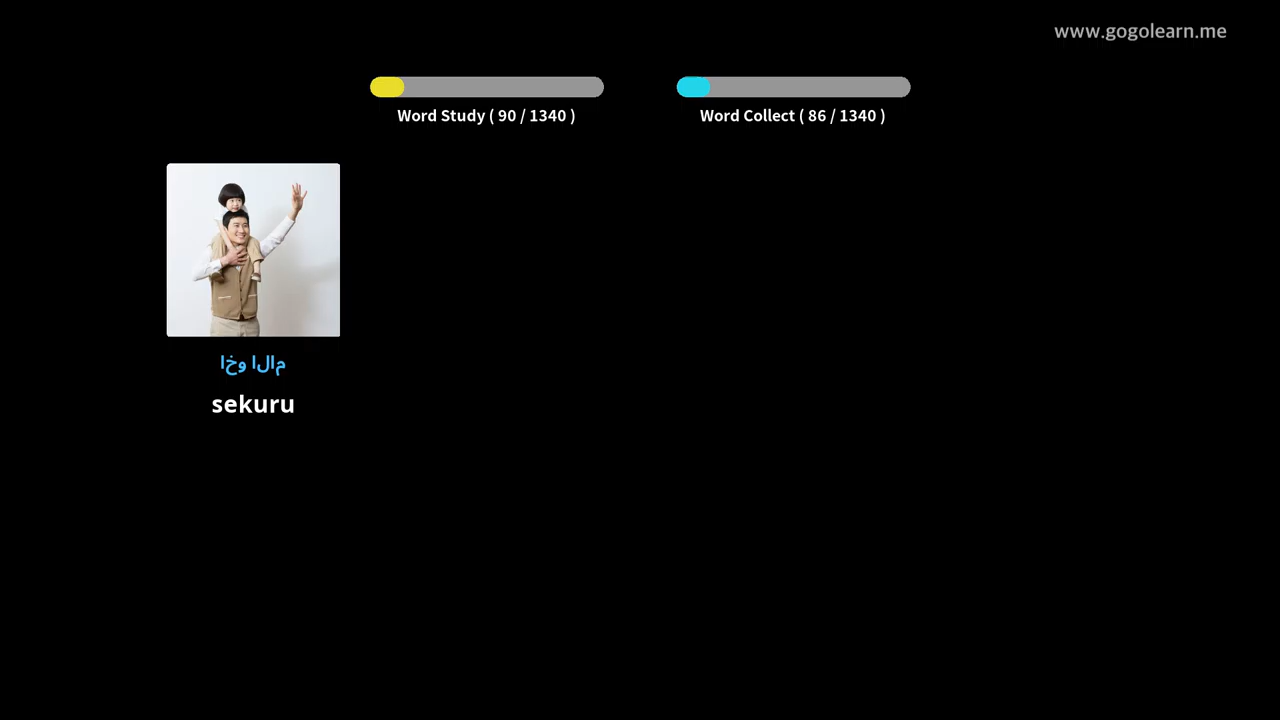 www.gogolearn.me
Word Study ( 90 / 1340 )
Word Collect ( 86 / 1340 )
اخو الام
sekuru